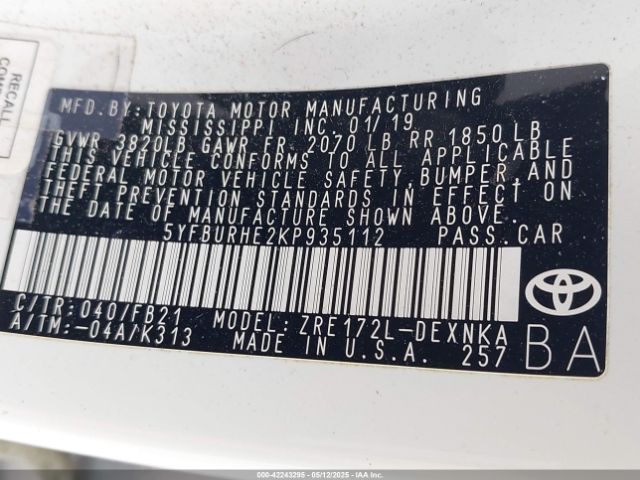 RECALL
MFD.BY:TOYOTA MOTOR MANUFACTURING
MISSISSIPPI INC. 01/19
GVWR 3820LB GAWR FR 2070 LB RR 1850 LB
THIS VEHICLE CONFORMS TO ALL APPLICABLE
FEDERAL MOTOR VEHICLE SAFETY, BUMPER, AND
THEFT PREVENTION STANDARDS IN EFFECT ON
THE DATE OF MANUFACTURE SHOWN ABOVE.
5YFBURHE2KP935112 PASS.CAR
C/TR:040/FB21 MODEL: ZRE172L-DEXNKA
A/TM:-04A/K313 MADE IN U.S.A. 257
BA
000-42243295 - 05/12/2025 - IAAI.COM